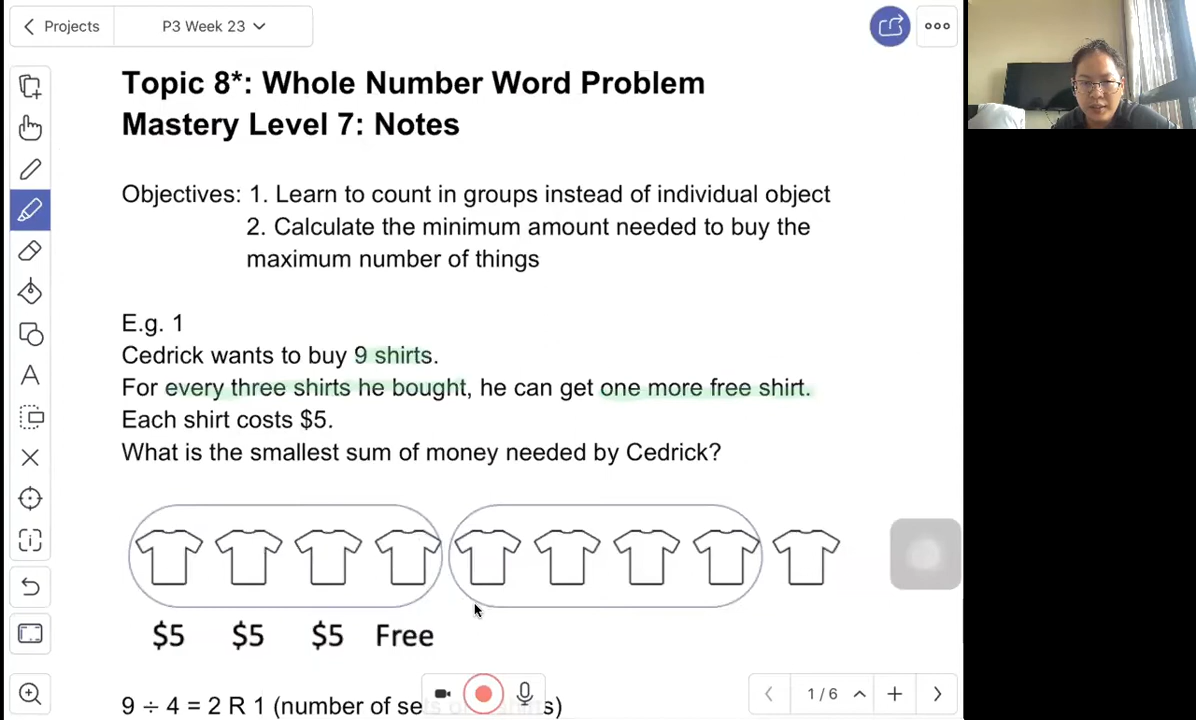 Projects
P3 Week 23
Topic 8*: Whole Number Word Problem
Mastery Level 7: Notes
Objectives: 1. Learn to count in groups instead of individual object
2. Calculate the minimum amount needed to buy the
maximum number of things
E.g. 1
Cedrick wants to buy 9 shirts.
For every three shirts he bought, he can get one more free shirt.
Each shirt costs $5.
What is the smallest sum of money needed by Cedrick?
$5 $5 $5 Free
9 ÷ 4 = 2 R 1 (number of
1 / 6